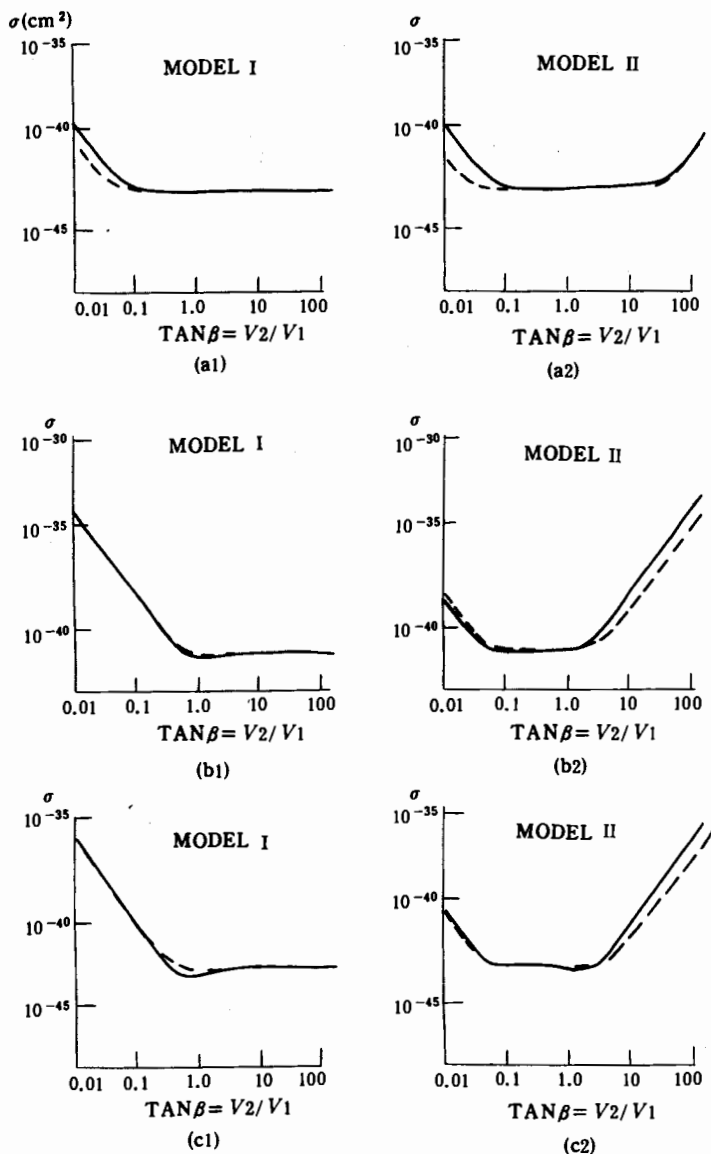 σ(cm²)
10⁻³⁵
MODEL I
10⁻⁴⁰
10⁻⁴⁵
0.01 0.1 1.0 10 100
TANβ= V2/V1
(a1)
σ
10⁻³⁵
MODEL II
10⁻⁴⁰
10⁻⁴⁵
0.01 0.1 1.0 10 100
TANβ= V2/V1
(a2)
σ
10⁻³⁰
MODEL I
10⁻³⁵
10⁻⁴⁰
0.01 0.1 1.0 10 100
TANβ= V2/V1
(b1)
σ
10⁻³⁰
MODEL II
10⁻³⁵
10⁻⁴⁰
0.01 0.1 1.0 10 100
TANβ= V2/V1
(b2)
σ
10⁻³⁵
MODEL I
10⁻⁴⁰
10⁻⁴⁵
0.01 0.1 1.0 10 100
TANβ= V2/V1
(c1)
σ
10⁻³⁵
MODEL II
10⁻⁴⁰
10⁻⁴⁵
0.01 0.1 1.0 10 100
TANβ= V2/V1
(c2)